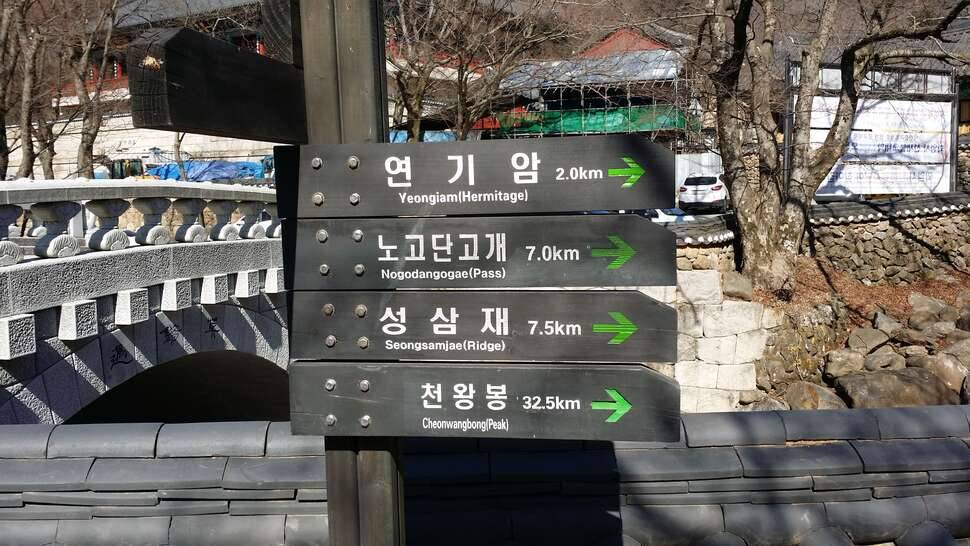 연기암 2.0km
Yeongiam(Hermitage)
노고단고개 7.0km
Nogodangogae(Pass)
성삼재 7.5km
Seongsamjae(Ridge)
천왕봉 32.5km
Cheonwangbong(Peak)